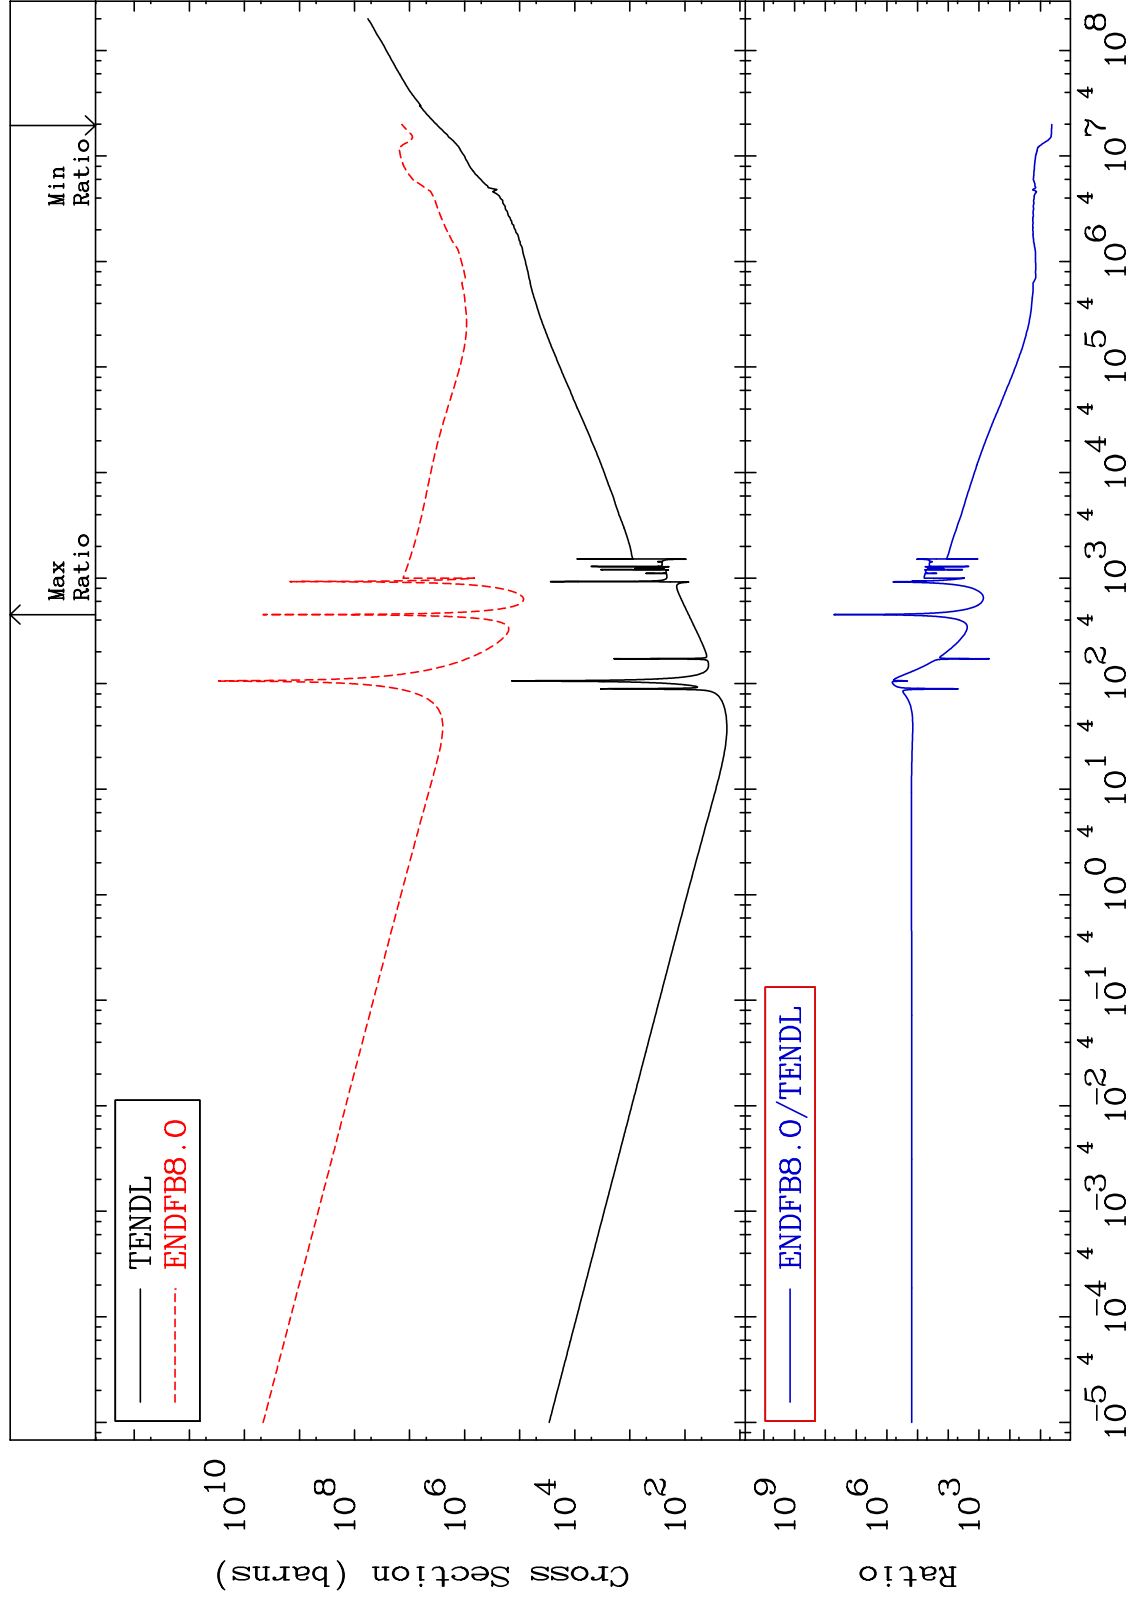 Max
Ratio
Min
Ratio
TENDL
ENDFB8.0
Cross Section (barns)
10^10
10^8
10^6
10^4
10^2
ENDFB8.0/TENDL
Ratio
10^9
10^6
10^3
10^-5 4 10^-4 4 10^-3 4 10^-2 4 10^-1 4 10^0 4 10^1 4 10^2 4 10^3 4 10^4 4 10^5 4 10^6 4 10^7 4 10^8